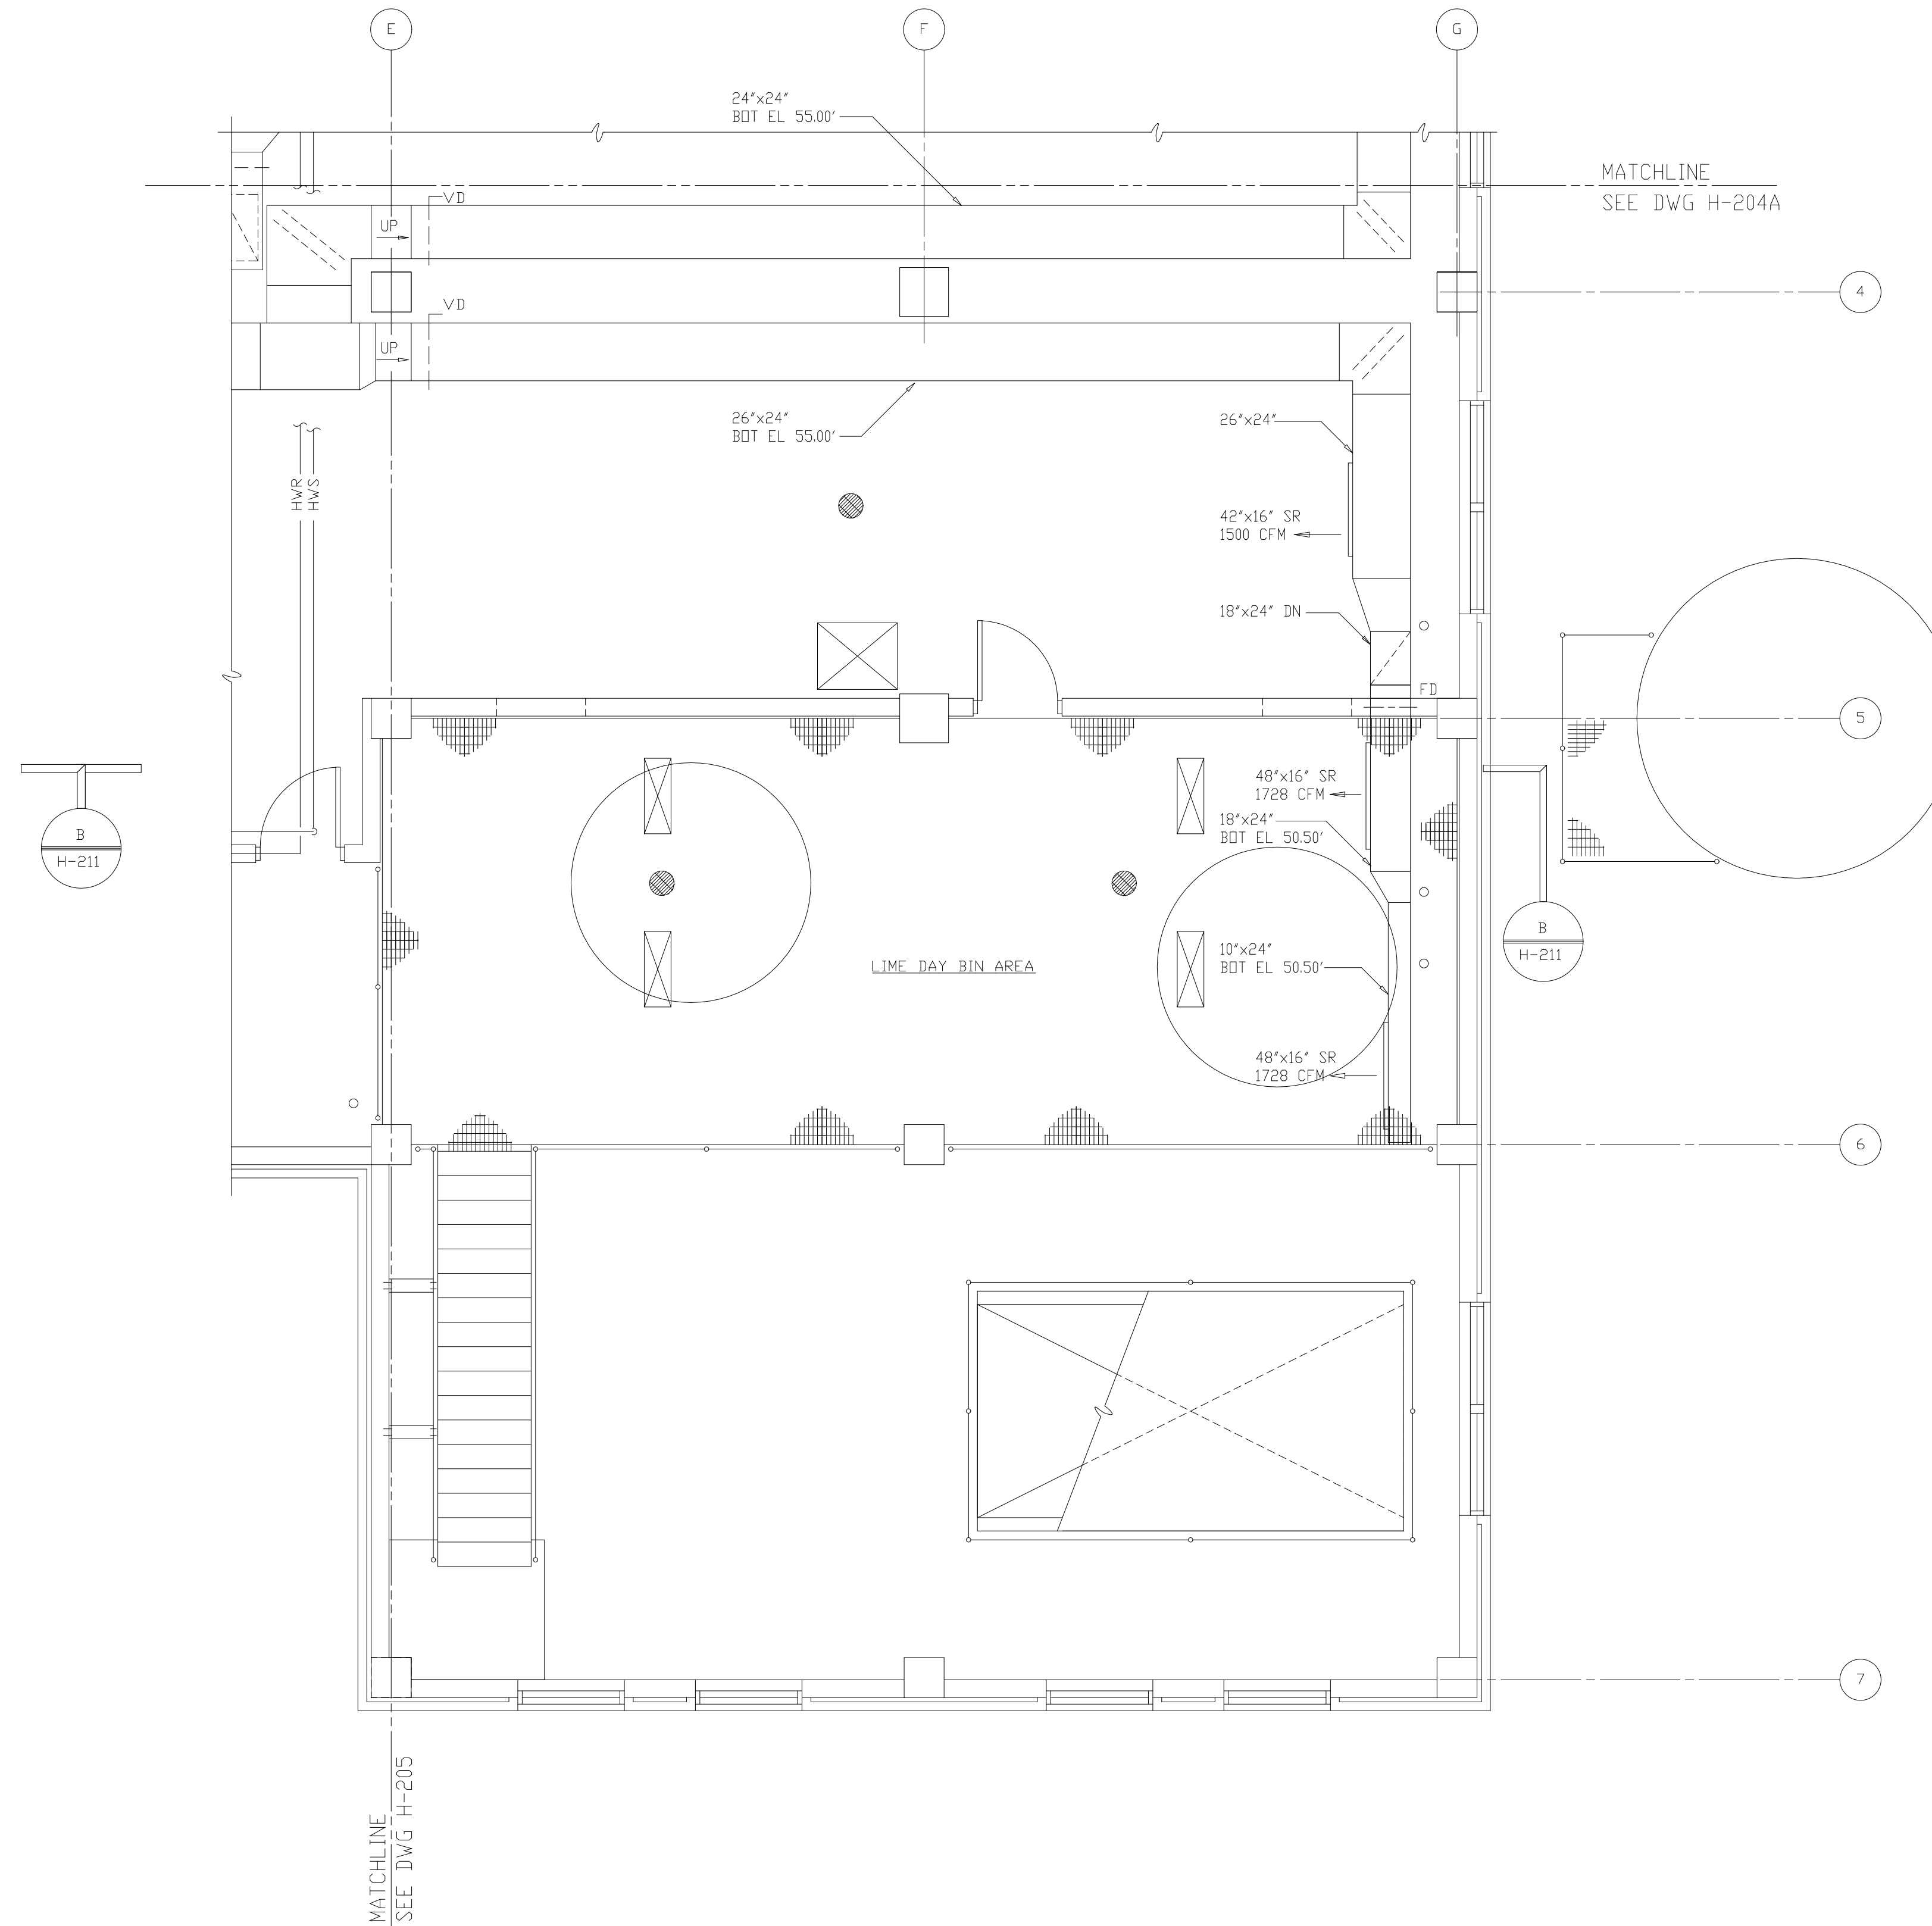 E
F
G
24"x24"
BOT EL 55.00'
MATCHLINE
SEE DWG H-204A
VD
UP
4
VD
UP
26"x24"
BOT EL 55.00'
26"x24"
HWR
HWS
42"x16" SR
1500 CFM
18"x24" DN
FD
5
48"x16" SR
1728 CFM
18"x24"
BOT EL 50.50'
B
H-211
B
H-211
10"x24"
BOT EL 50.50'
LIME DAY BIN AREA
48"x16" SR
1728 CFM
6
7
MATCHLINE
SEE DWG H-205